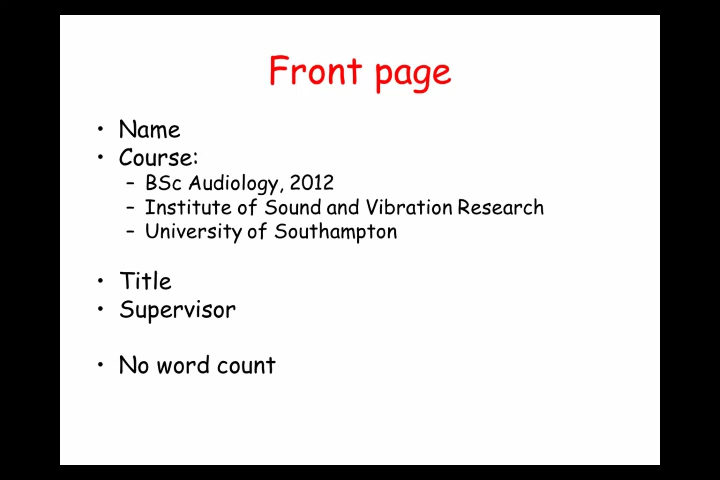 Front page
• Name
• Course:
– BSc Audiology, 2012
– Institute of Sound and Vibration Research
– University of Southampton
• Title
• Supervisor
• No word count